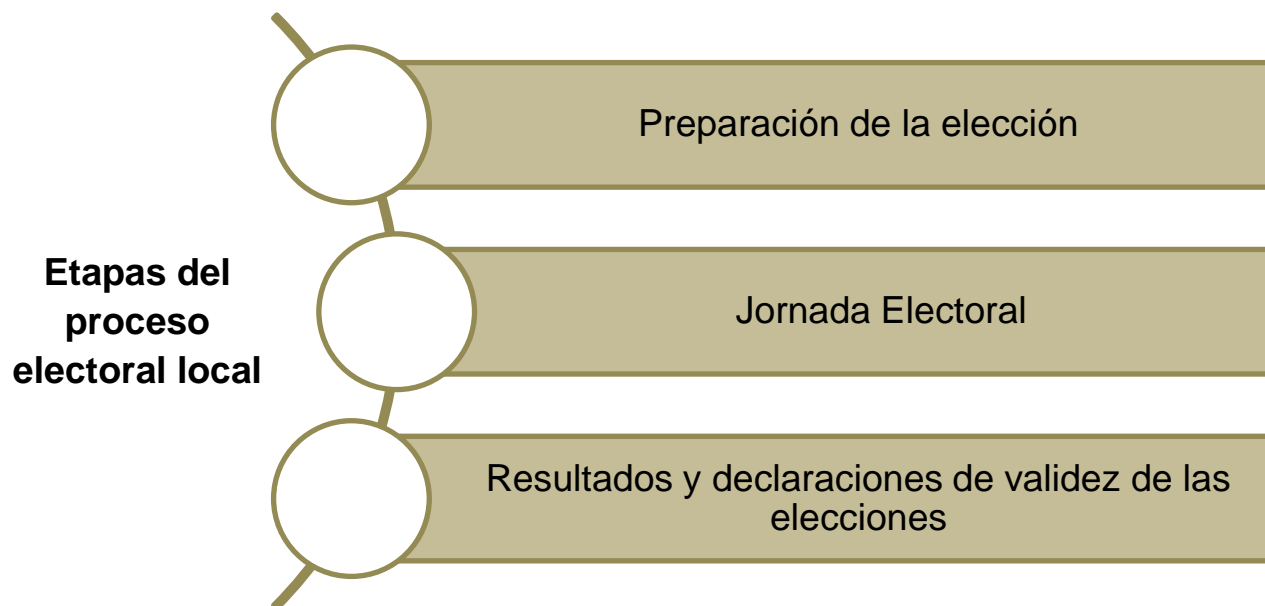 Etapas del
proceso
electoral local
Preparación de la elección
Jornada Electoral
Resultados y declaraciones de validez de las
elecciones